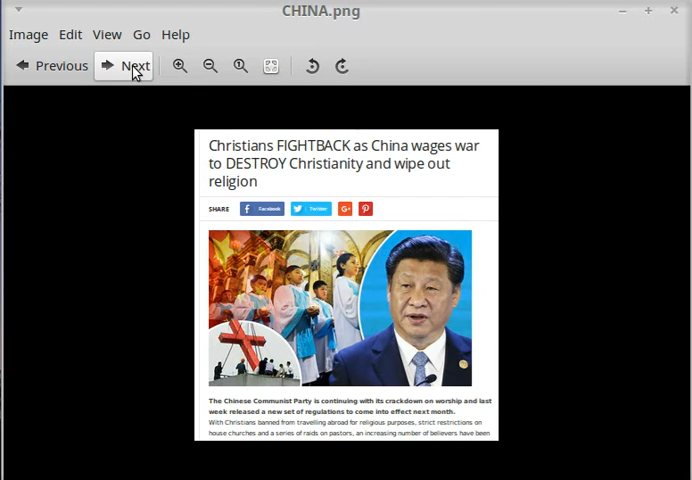 CHINA.png
Image Edit View Go Help
Previous Next
Christians FIGHTBACK as China wages war
to DESTROY Christianity and wipe out
religion
SHARE Facebook Twitter G+
The Chinese Communist Party is continuing with its crackdown on worship and last
week released a new set of regulations to come into effect next month.
With Christians banned from travelling abroad for religious purposes, strict restrictions on
house churches and a series of raids on pastors, an increasing number of believers have been